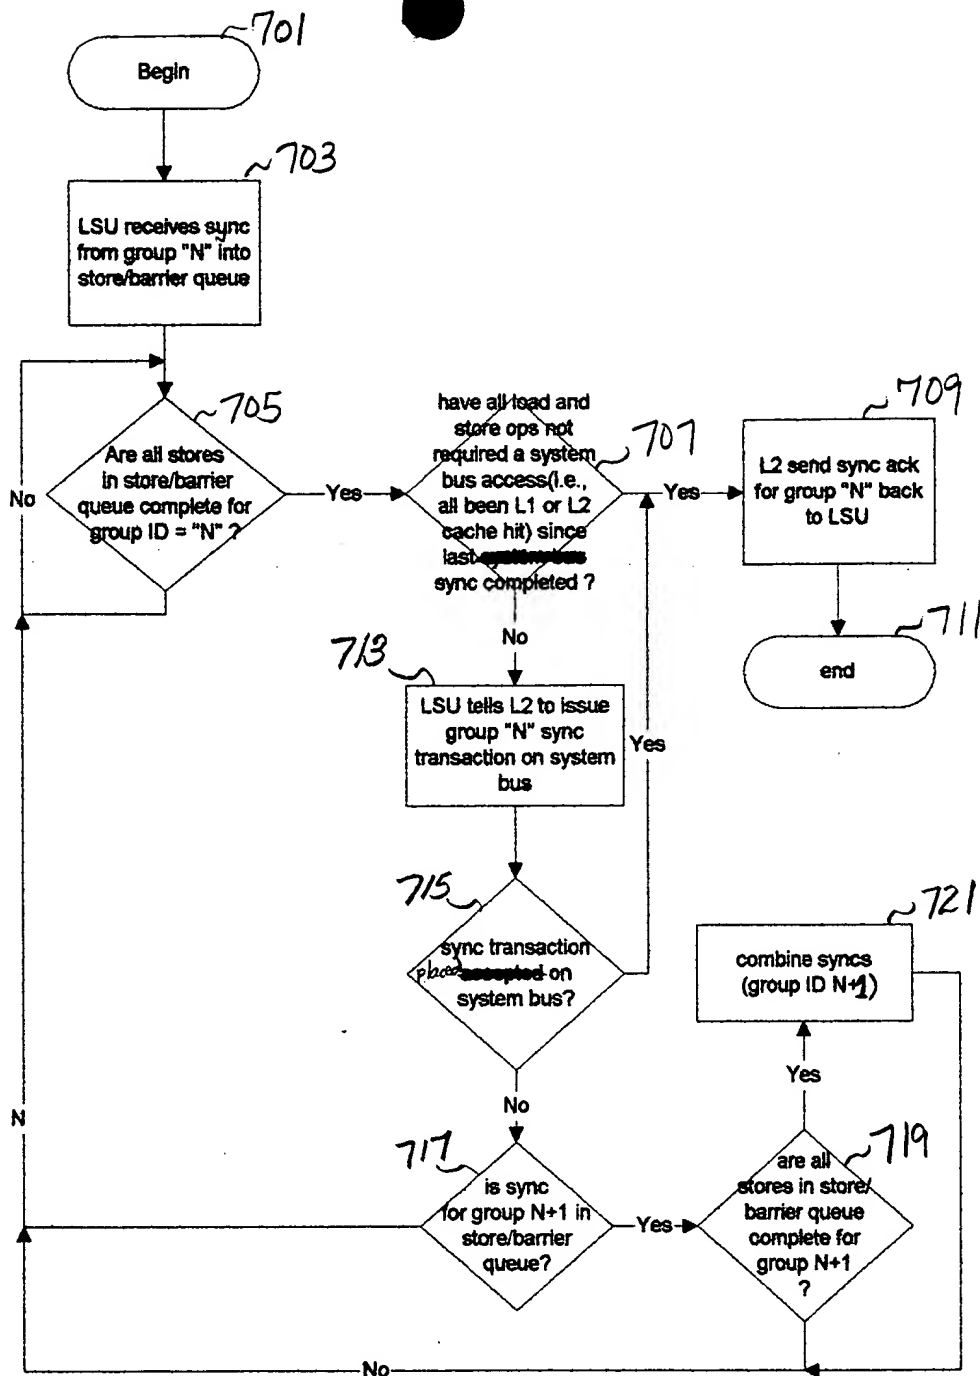 701
Begin
703
LSU receives sync
from group "N" into
store/barrier queue
705
Are all stores
in store/barrier
queue complete for
group ID = "N" ?
No
Yes
707
have all load and
store ops not
required a system
bus access(i.e.,
all been L1 or L2
cache hit) since
last system bus
sync completed ?
Yes
709
L2 send sync ack
for group "N" back
to LSU
711
end
No
713
LSU tells L2 to issue
group "N" sync
transaction on system
bus
Yes
715
sync transaction
placed accepted on
system bus?
721
combine syncs
(group ID N+1)
Yes
No
N
717
is sync
for group N+1 in
store/barrier
queue?
Yes
719
are all
stores in store/
barrier queue
complete for
group N+1
?
No